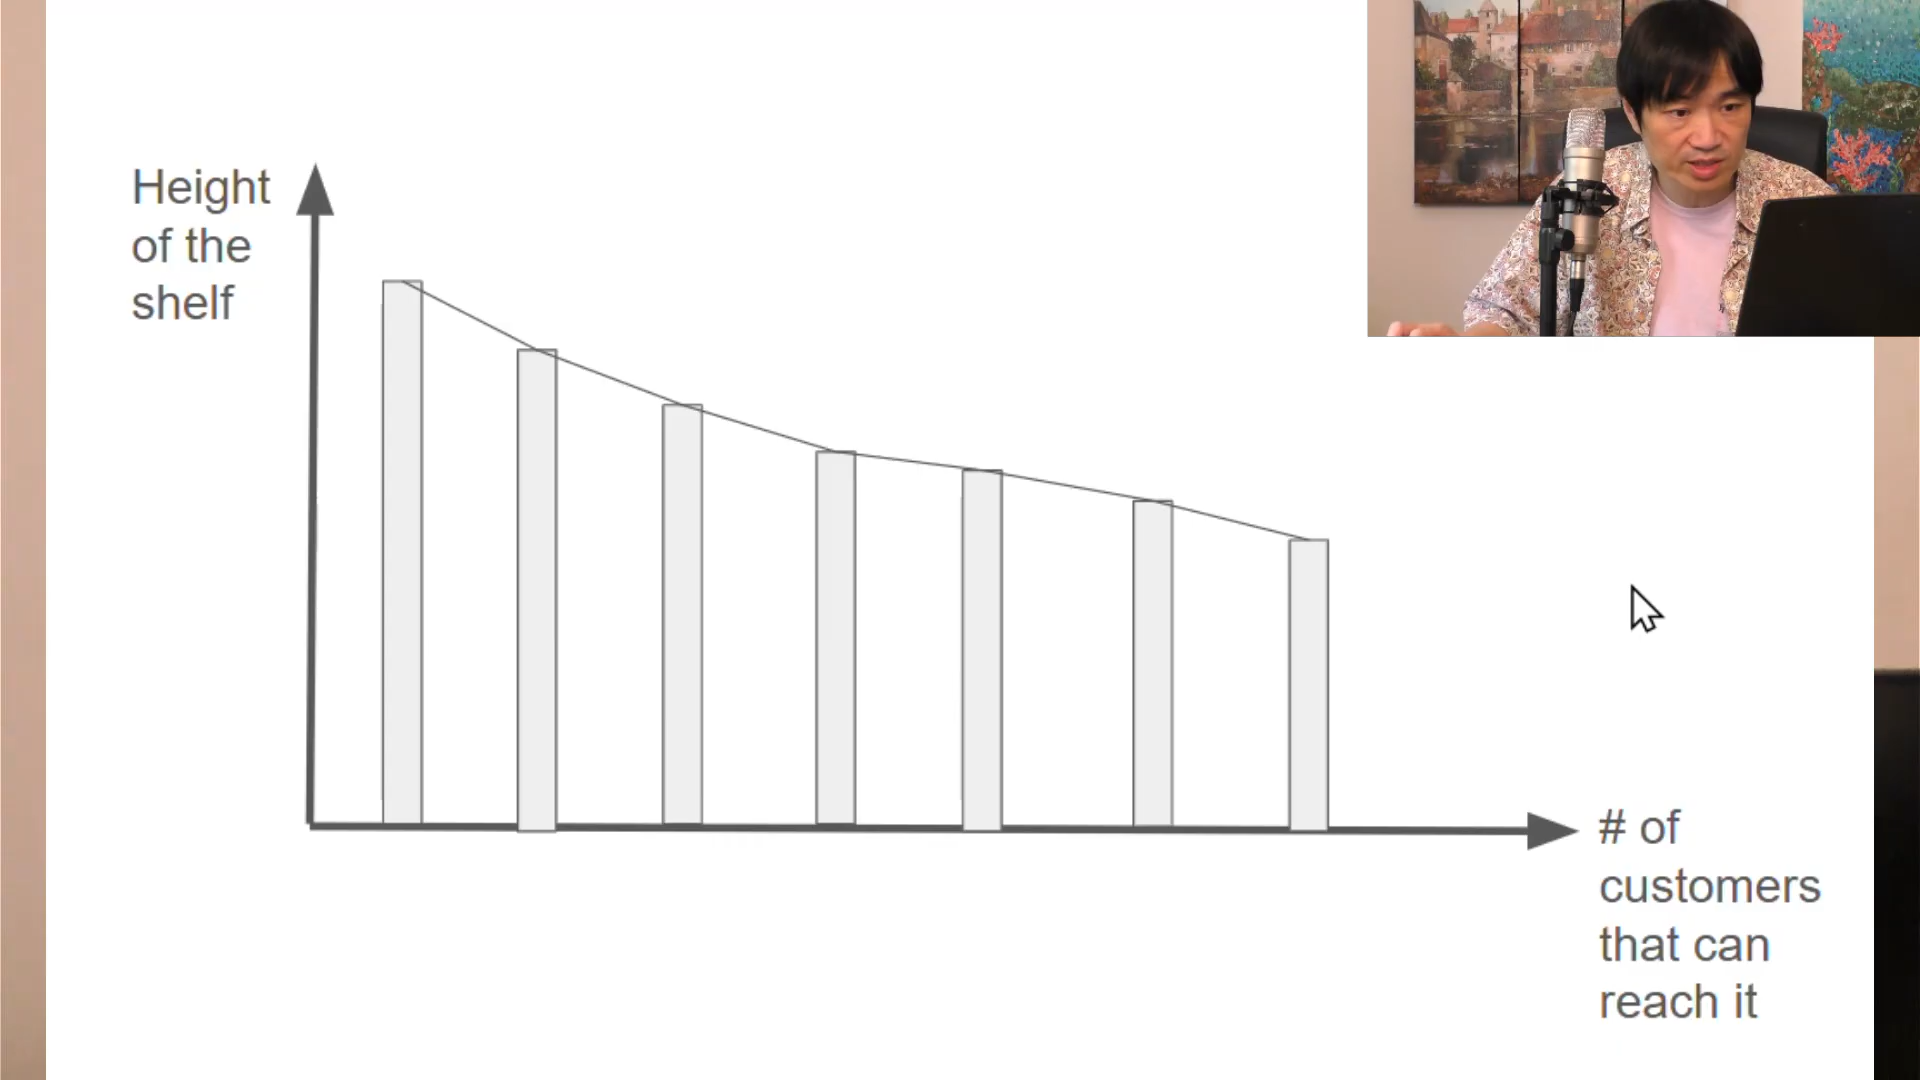 Height
of the
shelf
# of
customers
that can
reach it